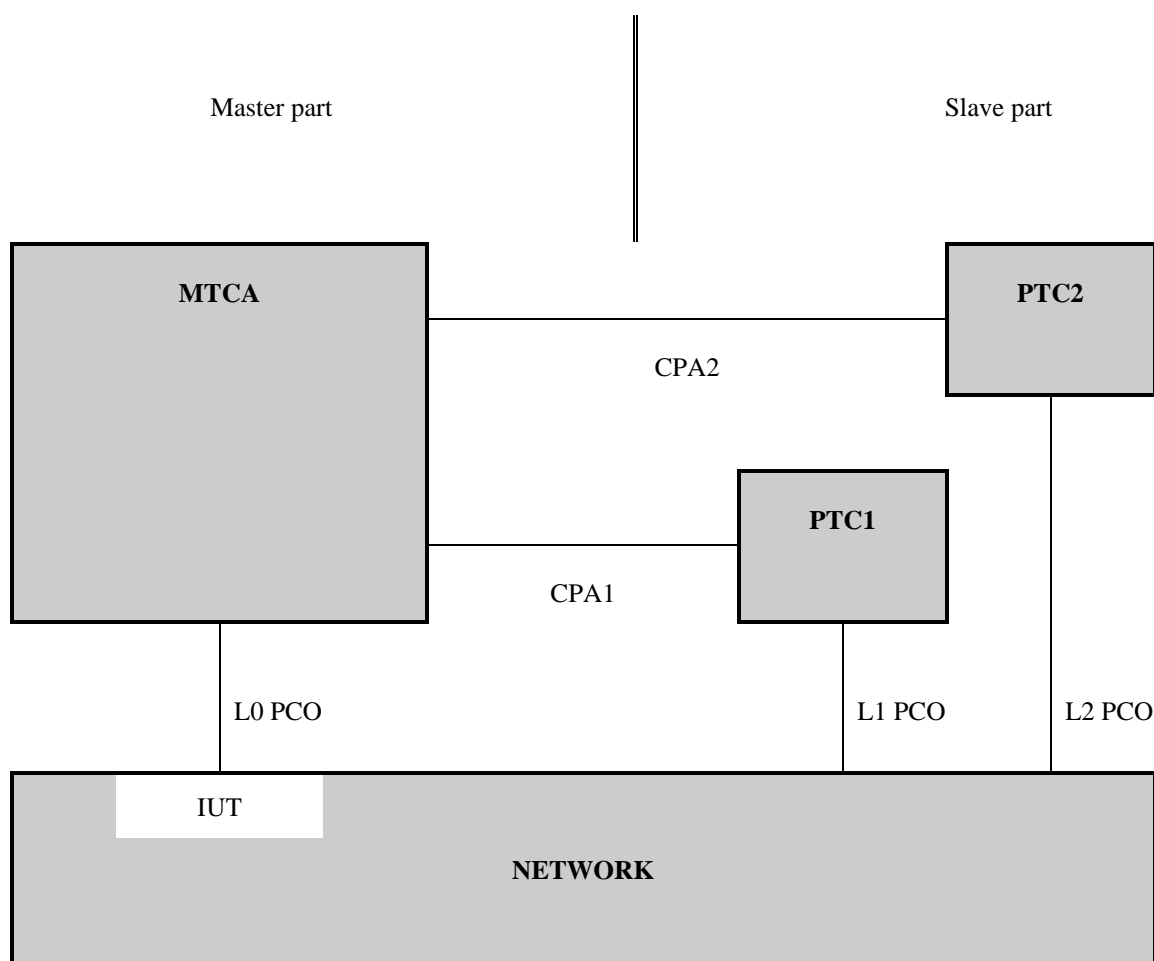 Master part
Slave part
MTCA
PTC2
CPA2
PTC1
CPA1
L0 PCO
L1 PCO
L2 PCO
IUT
NETWORK